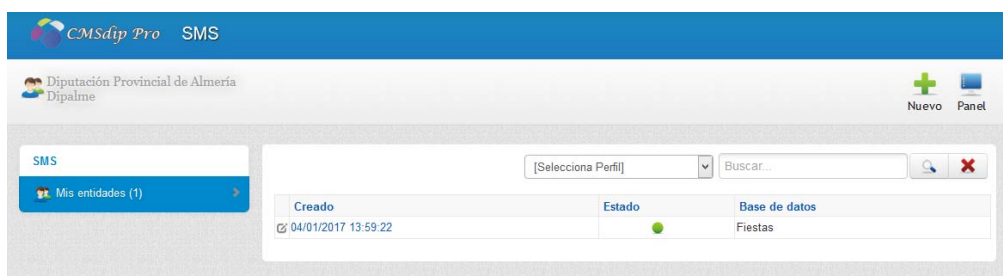 CMSdip Pro SMS
Diputación Provincial de Almería
Dipalme
Nuevo Panel
SMS
Mis entidades (1)
[Selecciona Perfil] Buscar...
Creado Estado Base de datos
04/01/2017 13:59:22 Fiestas